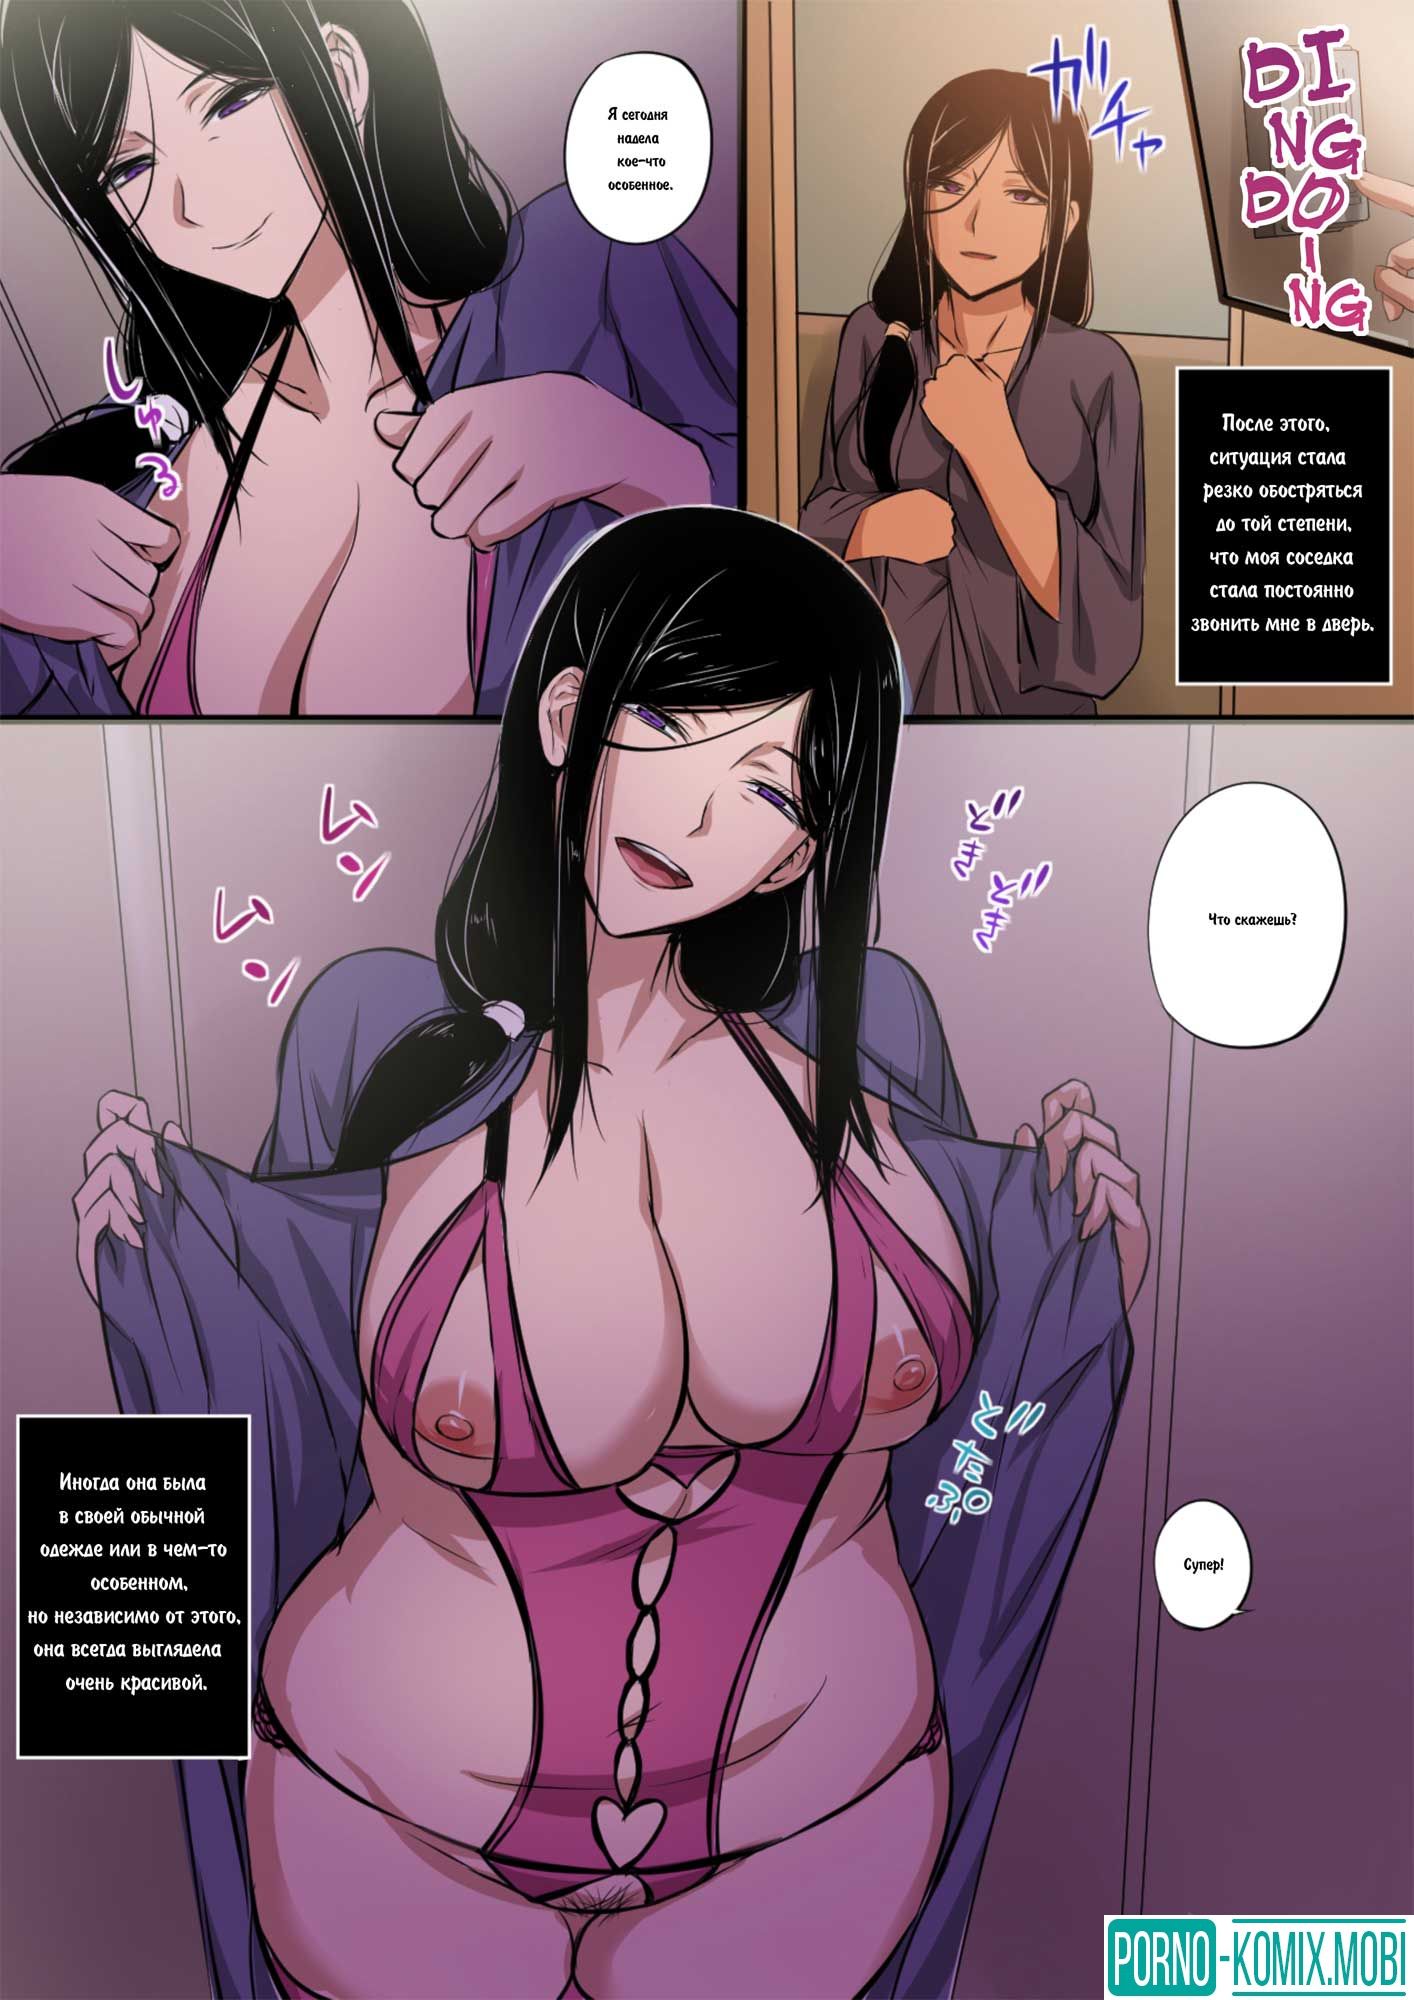 DI
NG
DO
I
NG
ガ
チャ
После этого,
ситуация стала
резко обостряться
до той степени,
что моя соседка
стала постоянно
звонить мне в дверь.
Я сегодня
надела
кое-что
особенное.
しゅる
Что скажешь?
どき
どき
ムン
ムン
たぷ
Супер!
Иногда она была
в своей обычной
одежде или в чем-то
особенном,
но независимо от этого,
она всегда выглядела
очень красивой.
PORNO-KOMIX.MOBI